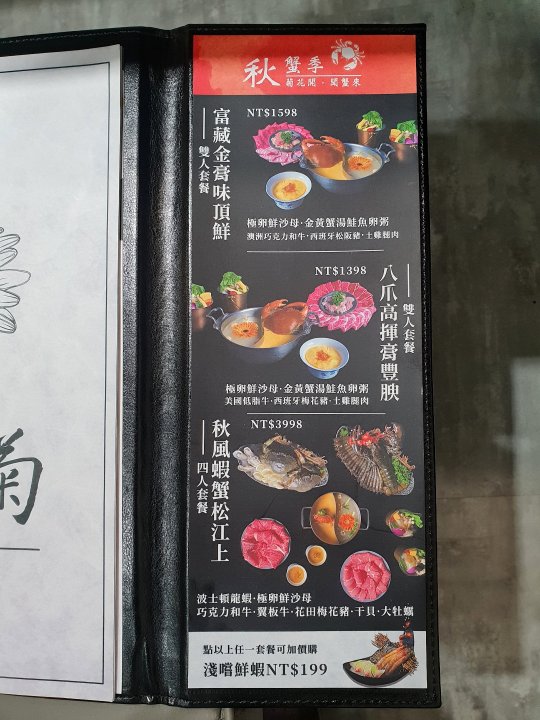 菊
秋
蟹季
菊花開·聞蟹來
富藏金膏味頂鮮
雙人套餐
NT$1598
極卵鮮沙母·金黃蟹湯鮭魚卵粥
澳洲巧克力和牛·西班牙松阪豬·土雞腿肉
NT$1398
八爪高揮膏豐腴
雙人套餐
極卵鮮沙母·金黃蟹湯鮭魚卵粥
美國低脂牛·西班牙梅花豬·土雞腿肉
秋風蝦蟹松江上
四人套餐
NT$3998
波士頓龍蝦·極卵鮮沙母
巧克力和牛·翼板牛·花田梅花豬·干貝·大牡蠣
點以上任一套餐可加價購
淺嚐鮮蝦NT$199